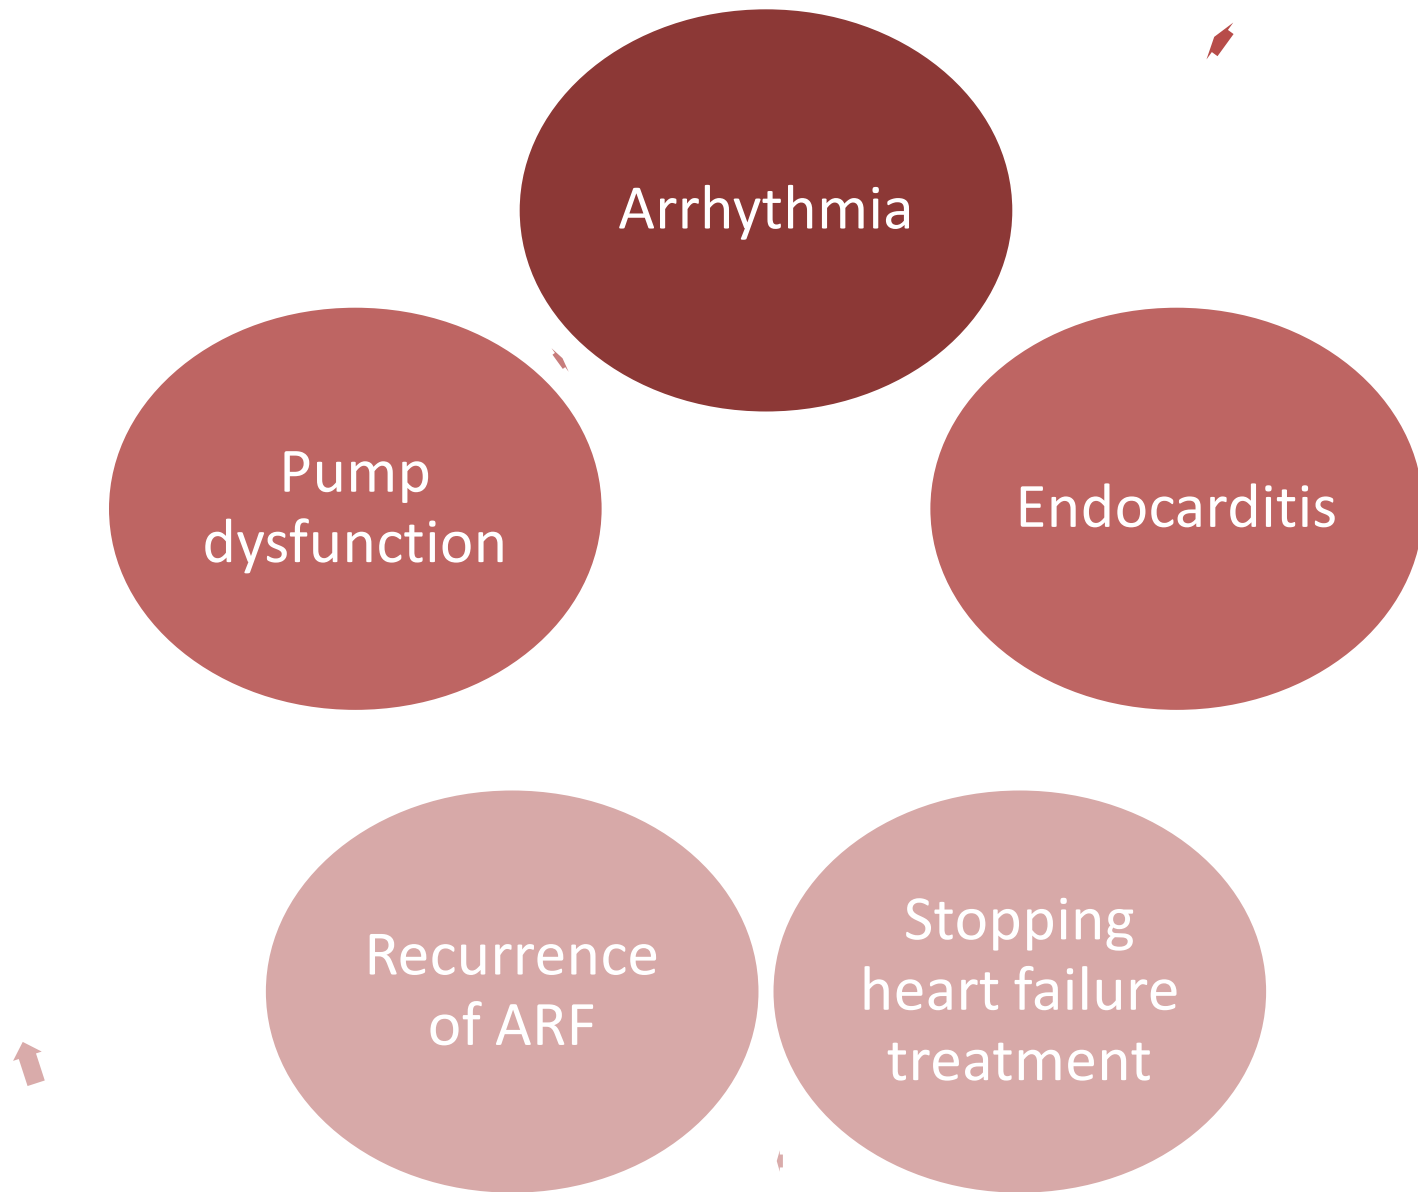 Arrhythmia
Pump
dysfunction
Endocarditis
Recurrence
of ARF
Stopping
heart failure
treatment